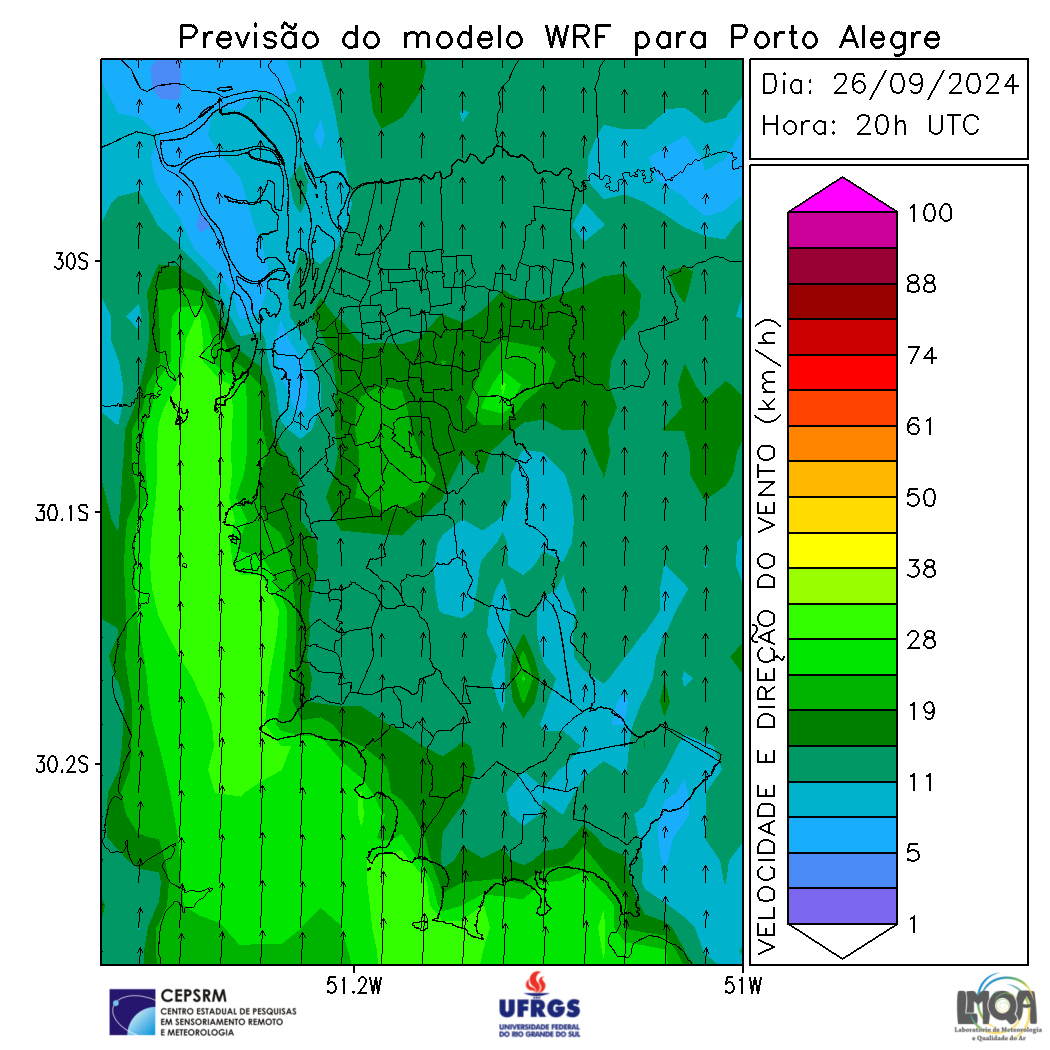 Previsão do modelo WRF para Porto Alegre
Dia: 26/09/2024
Hora: 20h UTC
30S
30.1S
30.2S
51.2W
51W
VELOCIDADE E DIREÇÃO DO VENTO (km/h)
100
88
74
61
50
38
28
19
11
5
1
CEPSRM
CENTRO ESTADUAL DE PESQUISAS
EM SENSORIAMENTO REMOTO
E METEOROLOGIA
UFRGS
UNIVERSIDADE FEDERAL
DO RIO GRANDE DO SUL
LMQA
Laboratório de Meteorologia
e Qualidade do Ar